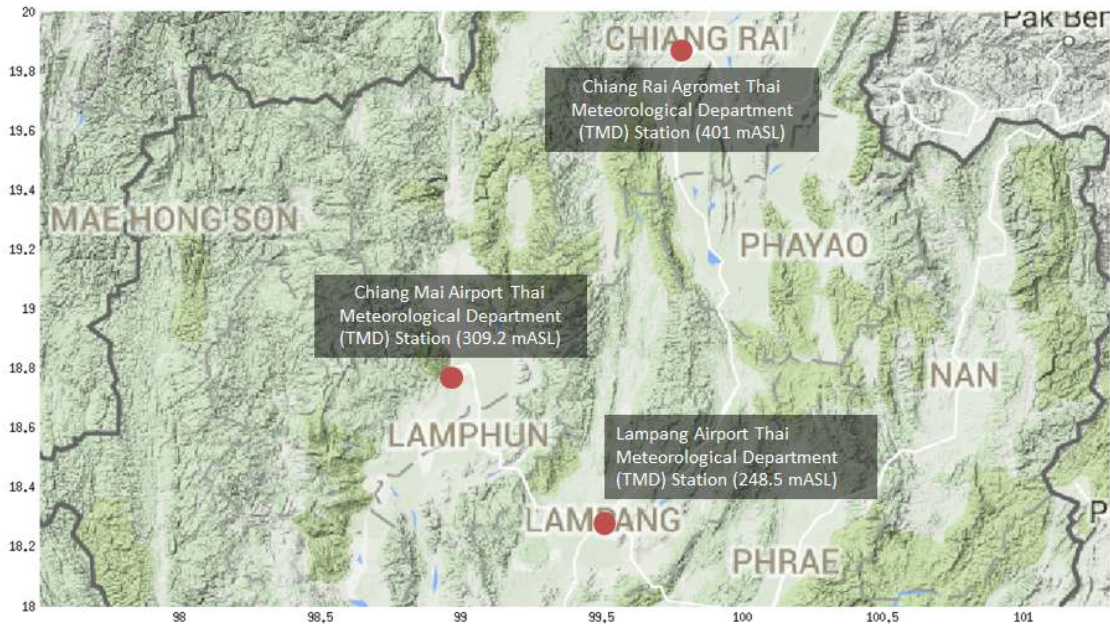 20
Pak Ber
CHIANG RAI
19.8
Chiang Rai Agromet Thai
Meteorological Department
(TMD) Station (401 mASL)
19.6
19.4
MAE HONG SON
19.2
PHAYAO
19
Chiang Mai Airport Thai
Meteorological Department
(TMD) Station (309.2 mASL)
18.8
NAN
18.6
LAMPHUN
Lampang Airport Thai
Meteorological Department
(TMD) Station (248.5 mASL)
18.4
LAMPANG
P
18.2
PHRAE
18
98
98.5
99
99.5
100
100.5
101